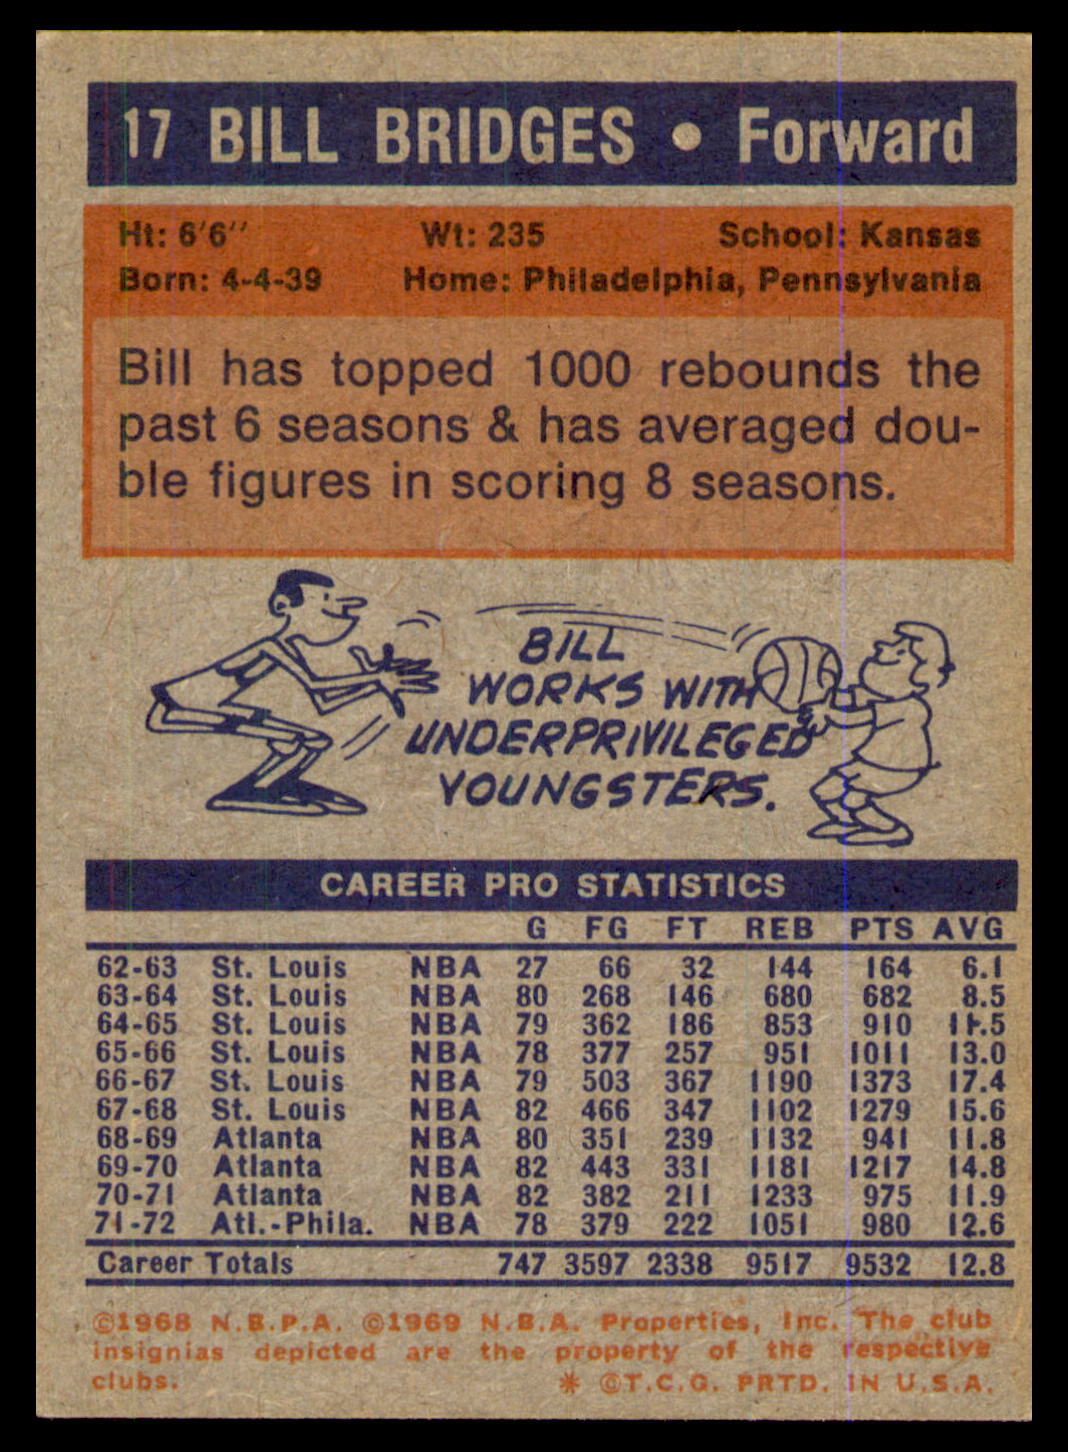 17 BILL BRIDGES • Forward
Ht: 6'6" Wt: 235 School: Kansas
Born: 4-4-39 Home: Philadelphia, Pennsylvania
Bill has topped 1000 rebounds the
past 6 seasons & has averaged dou-
ble figures in scoring 8 seasons.
BILL
WORKS WITH
UNDERPRIVILEGED
YOUNGSTERS.
CAREER PRO STATISTICS
G FG FT REB PTS AVG
62-63 St. Louis NBA 27 66 32 144 164 6.1
63-64 St. Louis NBA 80 268 146 680 682 8.5
64-65 St. Louis NBA 79 362 186 853 910 11.5
65-66 St. Louis NBA 78 377 257 951 1011 13.0
66-67 St. Louis NBA 79 503 367 1190 1373 17.4
67-68 St. Louis NBA 82 466 347 1102 1279 15.6
68-69 Atlanta NBA 80 351 239 1132 941 11.8
69-70 Atlanta NBA 82 443 331 1181 1217 14.8
70-71 Atlanta NBA 82 382 211 1233 975 11.9
71-72 Atl.-Phila. NBA 78 379 222 1051 980 12.6
Career Totals 747 3597 2338 9517 9532 12.8
©1968 N.B.P.A. ©1969 N.B.A. Properties, Inc. The club
insignias depicted are the property of the respective
clubs. * ©T.C.G. PRTD. IN U.S.A.